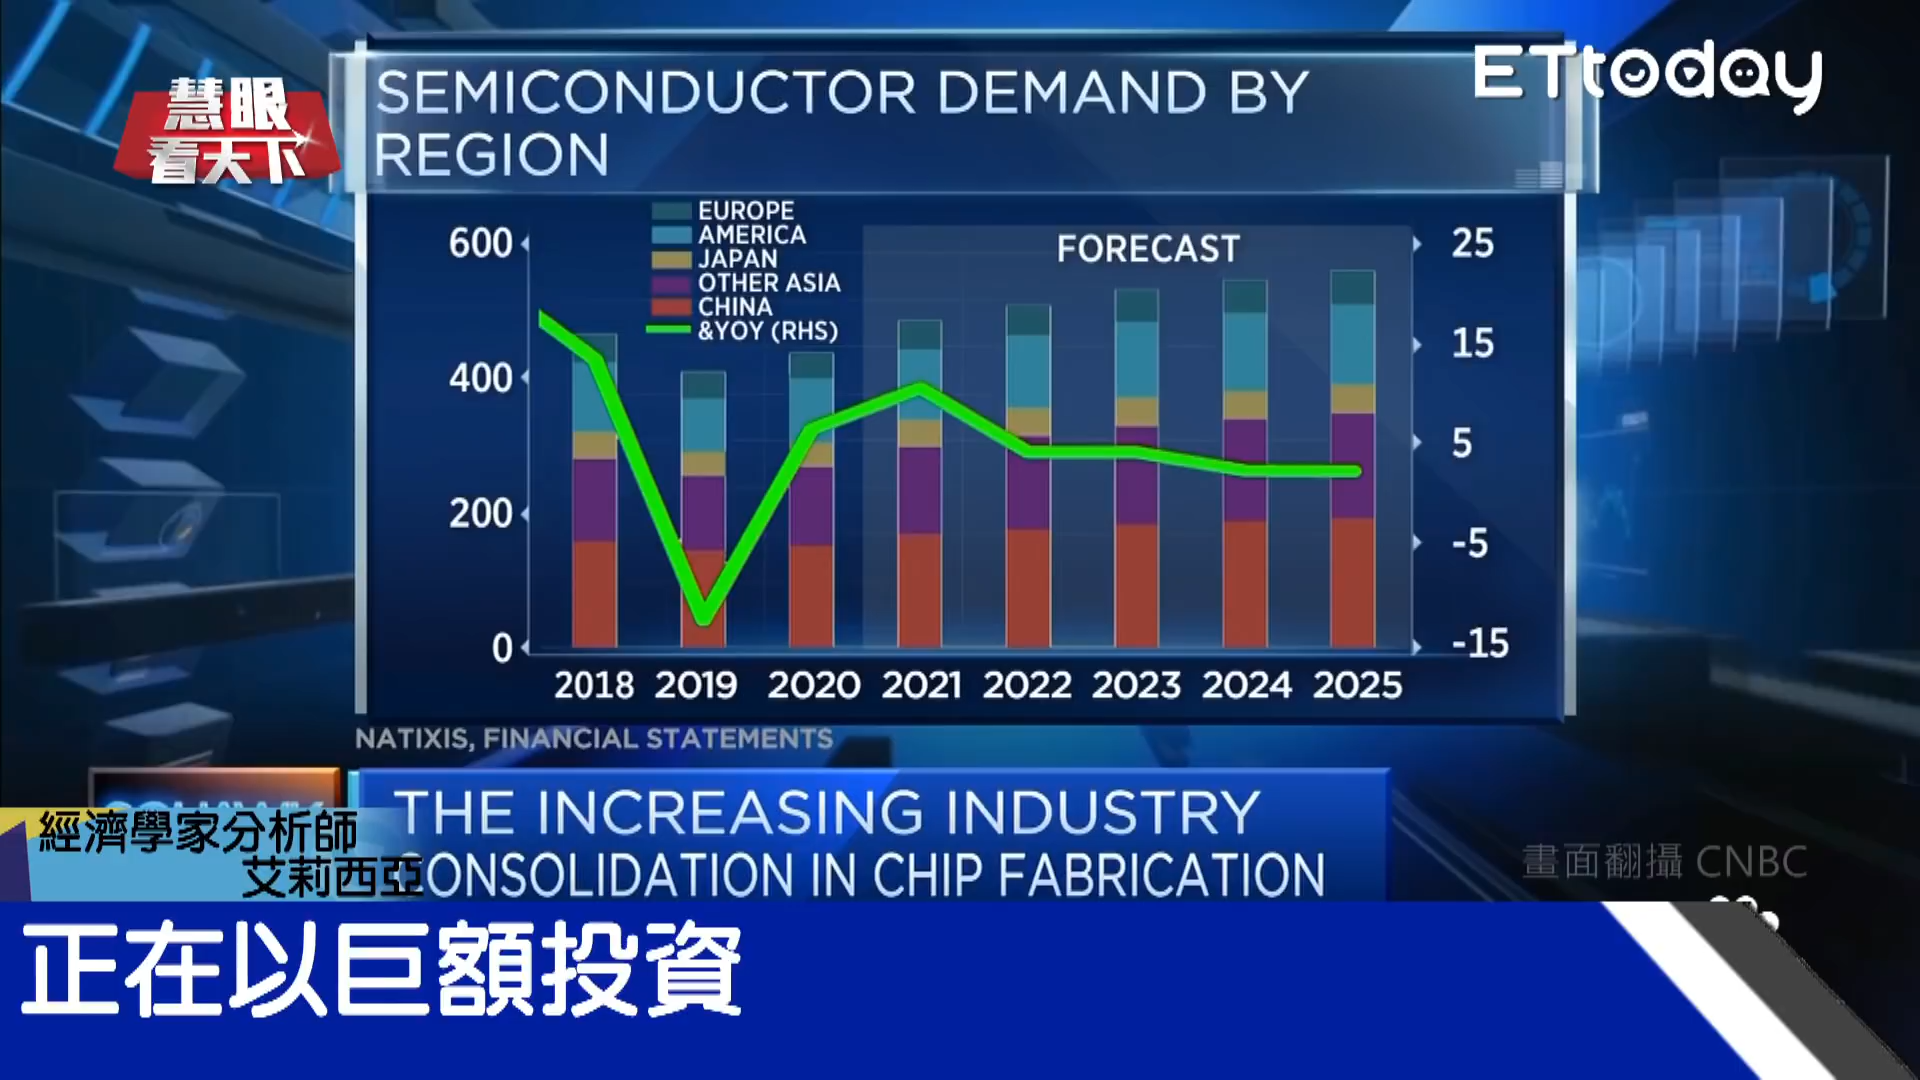 慧眼
看天下
ETtoday
SEMICONDUCTOR DEMAND BY
REGION
EUROPE
AMERICA
JAPAN
OTHER ASIA
CHINA
&YOY (RHS)
FORECAST
600
400
200
0
25
15
5
-5
-15
2018 2019 2020 2021 2022 2023 2024 2025
NATIXIS, FINANCIAL STATEMENTS
THE INCREASING INDUSTRY
CONSOLIDATION IN CHIP FABRICATION
經濟學家分析師
艾莉西亞
畫面翻攝 CNBC
正在以巨額投資